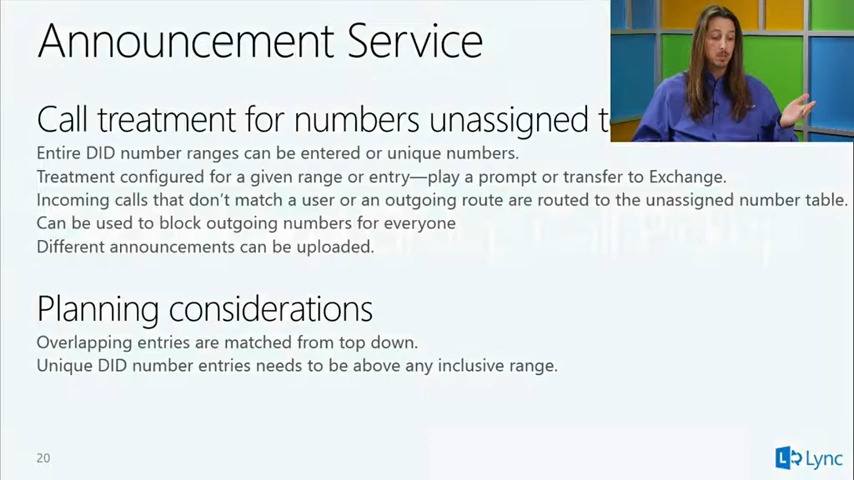 Announcement Service
Call treatment for numbers unassigned
Entire DID number ranges can be entered or unique numbers.
Treatment configured for a given range or entry—play a prompt or transfer to Exchange.
Incoming calls that don't match a user or an outgoing route are routed to the unassigned number table.
Can be used to block outgoing numbers for everyone
Different announcements can be uploaded.
Planning considerations
Overlapping entries are matched from top down.
Unique DID number entries needs to be above any inclusive range.
20
Lync